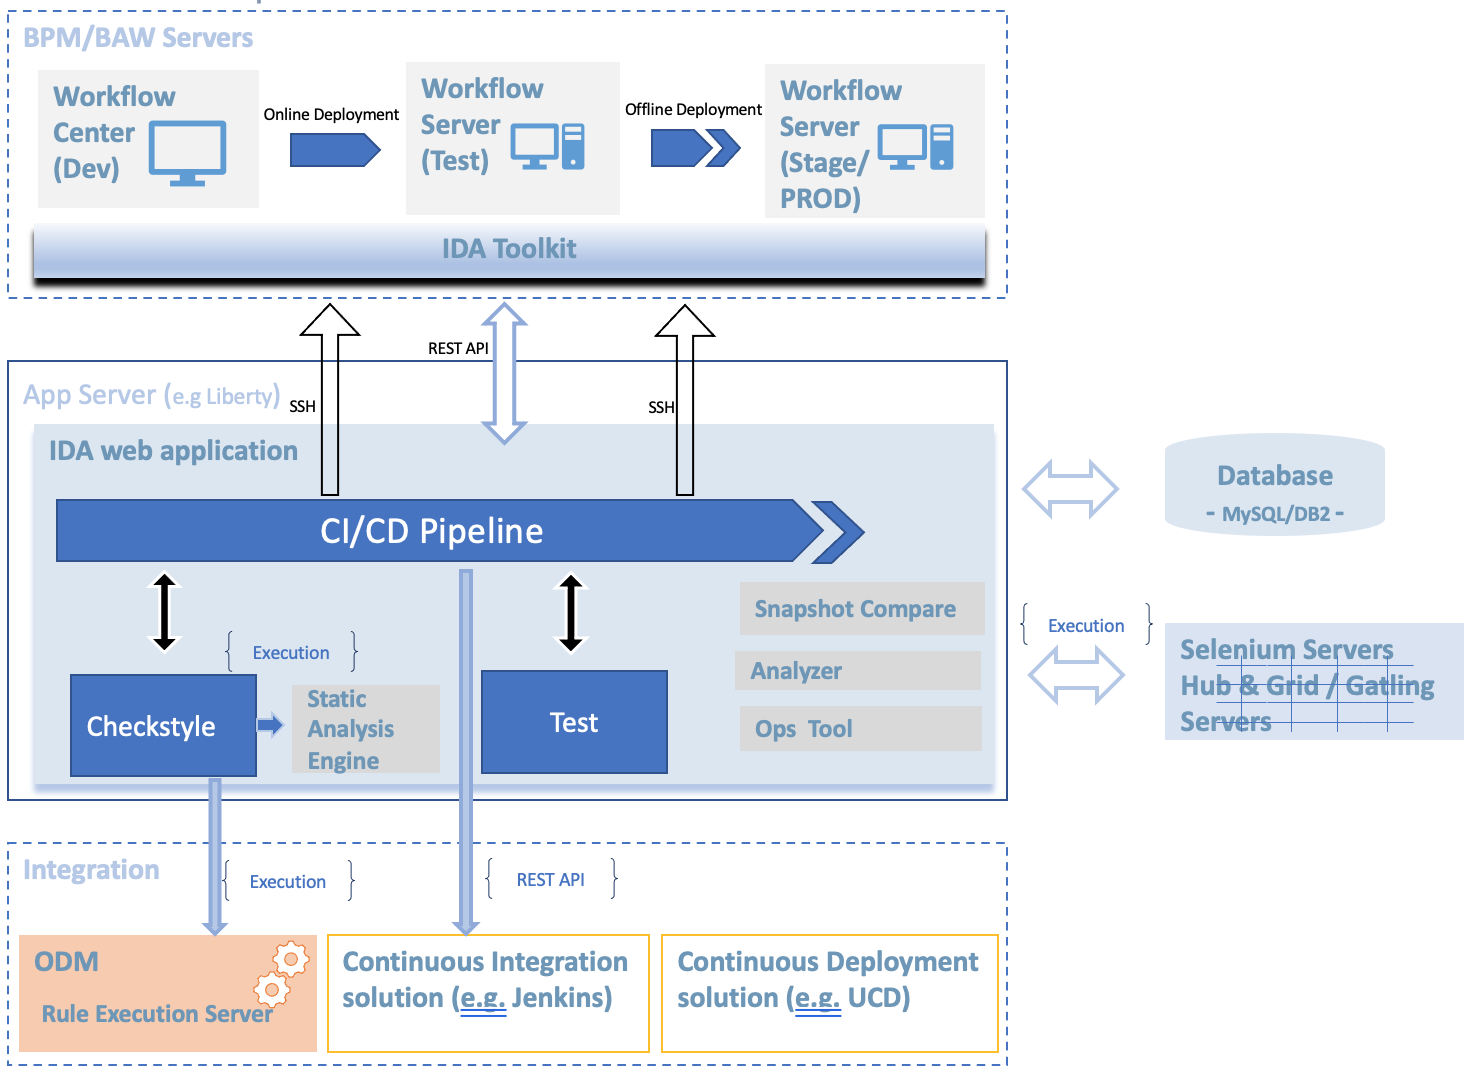 BPM/BAW Servers
Workflow
Center
(Dev)
Online Deployment
Workflow
Server
(Test)
Offline Deployment
Workflow
Server
(Stage/
PROD)
IDA Toolkit
REST API
App Server (e.g Liberty)
SSH
SSH
IDA web application
CI/CD Pipeline
Database
- MySQL/DB2 -
Snapshot Compare
Analyzer
Ops Tool
Execution
Checkstyle
Static
Analysis
Engine
Test
Execution
Selenium Servers
Hub & Grid / Gatling
Servers
Integration
Execution
REST API
ODM
Rule Execution Server
Continuous Integration
solution (e.g. Jenkins)
Continuous Deployment
solution (e.g. UCD)